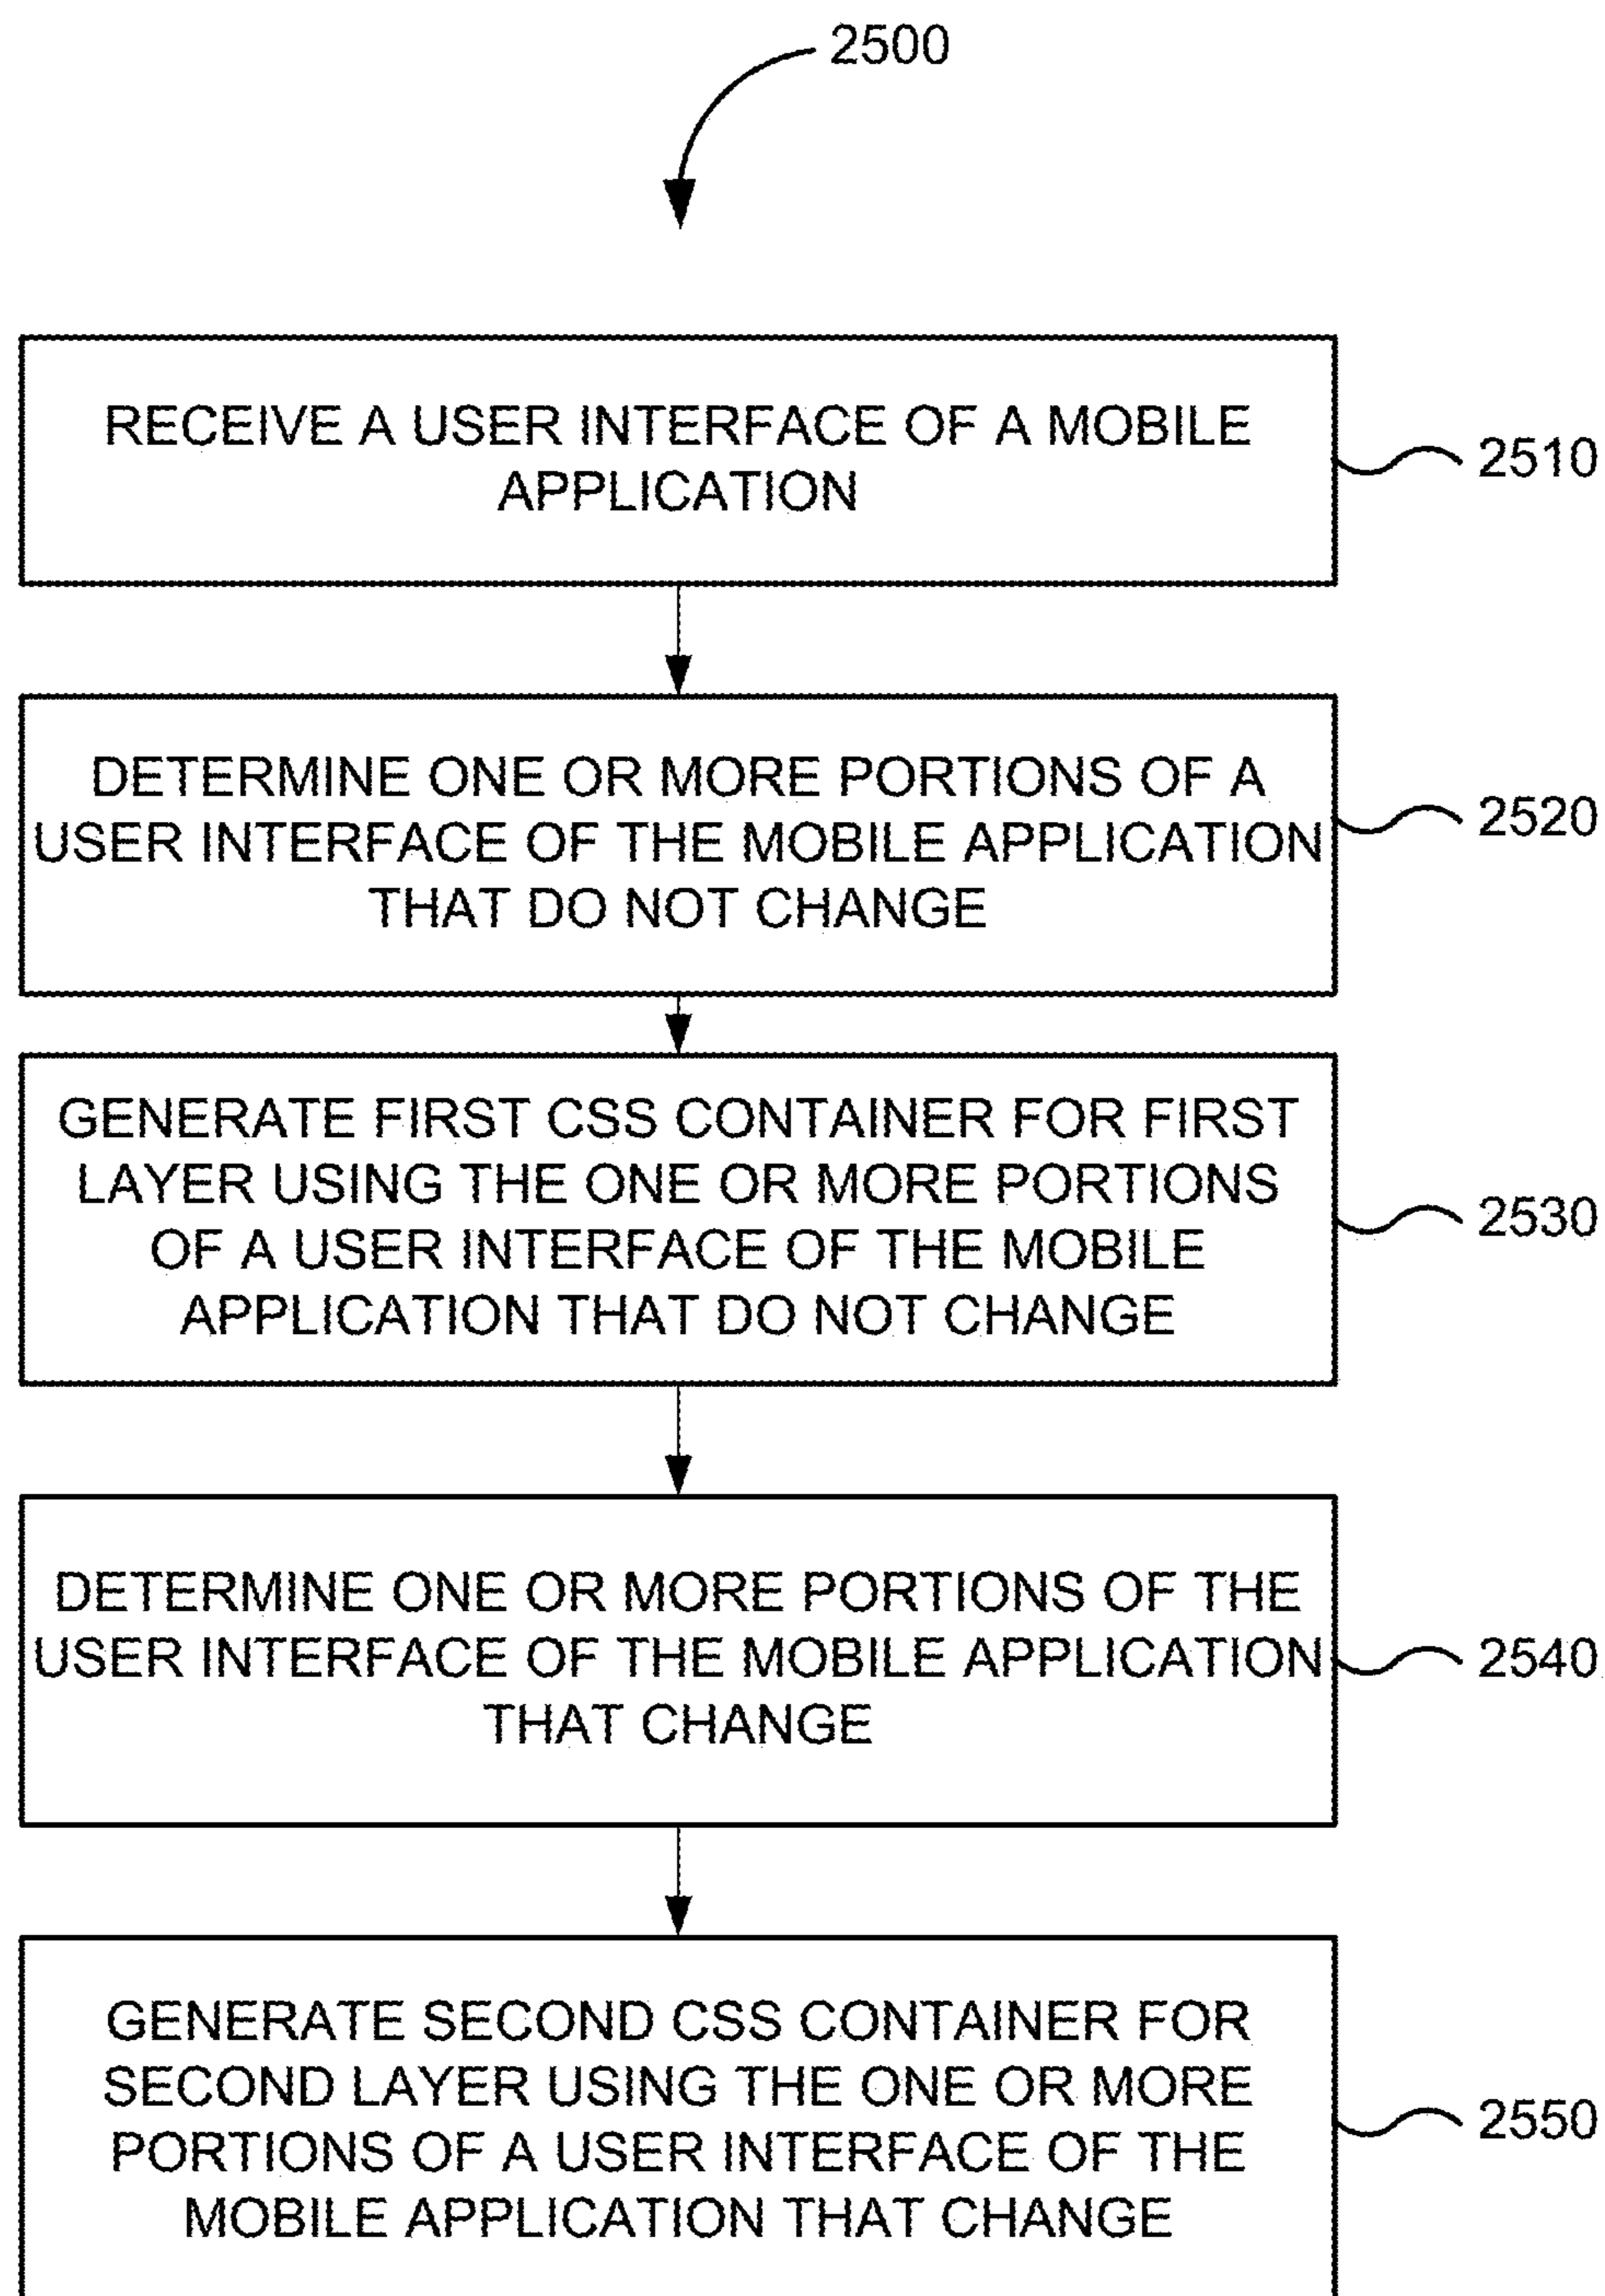 2500
RECEIVE A USER INTERFACE OF A MOBILE
APPLICATION
2510
DETERMINE ONE OR MORE PORTIONS OF A
USER INTERFACE OF THE MOBILE APPLICATION
THAT DO NOT CHANGE
2520
GENERATE FIRST CSS CONTAINER FOR FIRST
LAYER USING THE ONE OR MORE PORTIONS
OF A USER INTERFACE OF THE MOBILE
APPLICATION THAT DO NOT CHANGE
2530
DETERMINE ONE OR MORE PORTIONS OF THE
USER INTERFACE OF THE MOBILE APPLICATION
THAT CHANGE
2540
GENERATE SECOND CSS CONTAINER FOR
SECOND LAYER USING THE ONE OR MORE
PORTIONS OF A USER INTERFACE OF THE
MOBILE APPLICATION THAT CHANGE
2550